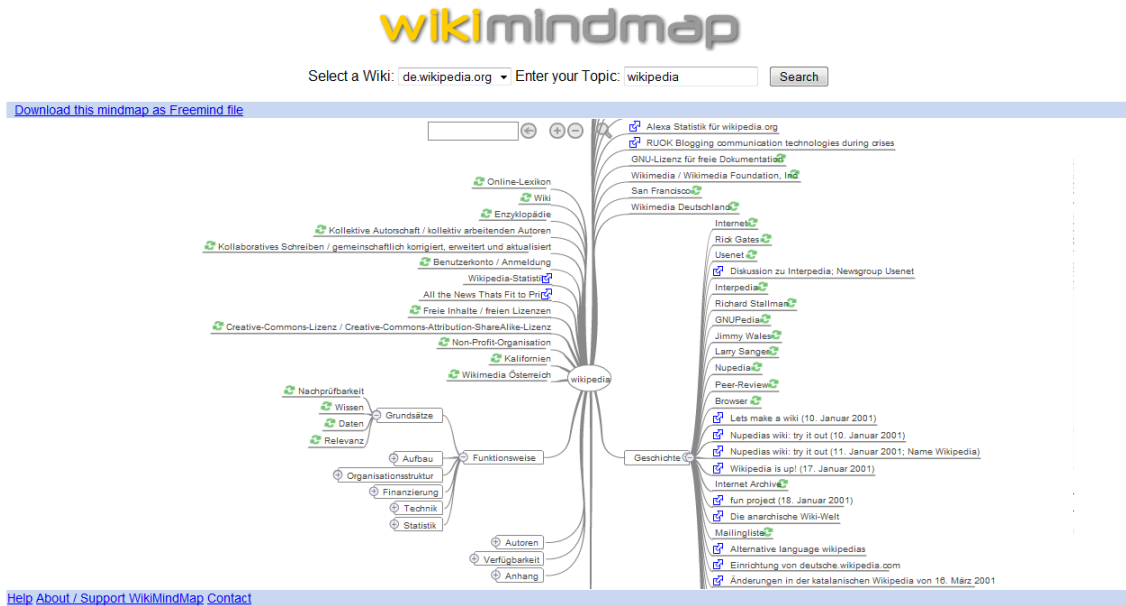 wikimindmap
Select a Wiki: de.wikipedia.org Enter your Topic: wikipedia Search
Download this mindmap as Freemind file
Alexa Statistik für wikipedia.org
RUOK Blogging communication technologies during crises
GNU-Lizenz für freie Dokumentation
Wikimedia / Wikimedia Foundation, Inc
San Francisco
Wikimedia Deutschland
Online-Lexikon
Wiki
Enzyklopädie
Kollektive Autorschaft / kollektiv arbeitenden Autoren
Kollaboratives Schreiben / gemeinschaftlich korrigiert, erweitert und aktualisiert
Benutzerkonto / Anmeldung
Wikipedia-Statisti
All the News Thats Fit to Pri
Freie Inhalte / freien Lizenzen
Creative-Commons-Lizenz / Creative-Commons-Attribution-ShareAlike-Lizenz
Non-Profit-Organisation
Kalifornien
Wikimedia Österreich
wikipedia
Nachprüfbarkeit
Wissen
Daten
Relevanz
Grundsätze
Aufbau
Organisationsstruktur
Finanzierung
Technik
Statistik
Funktionsweise
Autoren
Verfügbarkeit
Anhang
Geschichte
Internet
Rick Gates
Usenet
Diskussion zu Interpedia; Newsgroup Usenet
Interpedia
Richard Stallman
GNUPedia
Jimmy Wales
Larry Sanger
Nupedia
Peer-Review
Browser
Lets make a wiki (10. Januar 2001)
Nupedias wiki: try it out (10. Januar 2001)
Nupedias wiki: try it out (11. Januar 2001; Name Wikipedia)
Wikipedia is up! (17. Januar 2001)
Internet Archive
fun project (18. Januar 2001)
Die anarchische Wiki-Welt
Mailingliste
Alternative language wikipedias
Einrichtung von deutsche.wikipedia.com
Änderungen in der katalanischen Wikipedia von 16. März 2001
Help About / Support WikiMindMap Contact